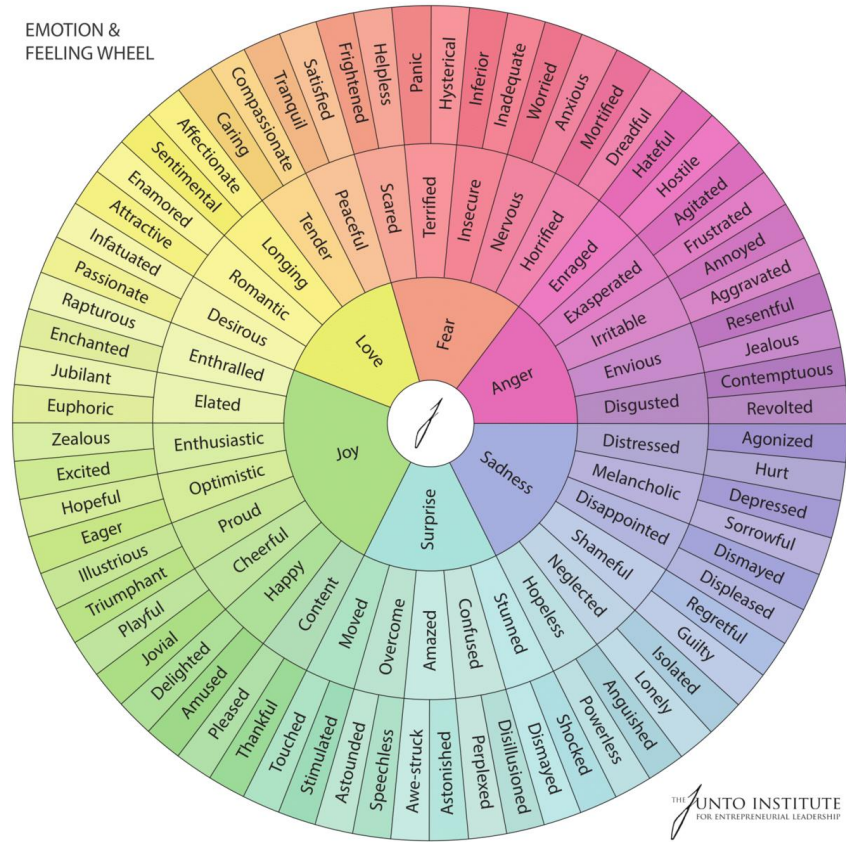 EMOTION &
FEELING WHEEL
Fear
Anger
Sadness
Surprise
Joy
Love
Scared
Terrified
Insecure
Nervous
Horrified
Enraged
Exasperated
Irritable
Envious
Disgusted
Distressed
Melancholic
Disappointed
Shameful
Neglected
Hopeless
Stunned
Confused
Amazed
Overcome
Moved
Content
Happy
Cheerful
Proud
Optimistic
Enthusiastic
Elated
Enthralled
Desirous
Romantic
Longing
Tender
Peaceful
Frightened
Helpless
Panic
Hysterical
Inferior
Inadequate
Worried
Anxious
Mortified
Dreadful
Hateful
Hostile
Agitated
Frustrated
Annoyed
Aggravated
Resentful
Jealous
Contemptuous
Revolted
Agonized
Hurt
Depressed
Sorrowful
Dismayed
Displeased
Regretful
Guilty
Isolated
Lonely
Anguished
Powerless
Shocked
Dismayed
Disillusioned
Perplexed
Astonished
Awe-struck
Speechless
Astounded
Stimulated
Touched
Thankful
Pleased
Amused
Delighted
Jovial
Playful
Triumphant
Illustrious
Eager
Hopeful
Excited
Zealous
Euphoric
Jubilant
Enchanted
Rapturous
Passionate
Infatuated
Attractive
Enamored
Sentimental
Affectionate
Caring
Compassionate
Tranquil
Satisfied
THE JUNTO INSTITUTE
FOR ENTREPRENEURIAL LEADERSHIP